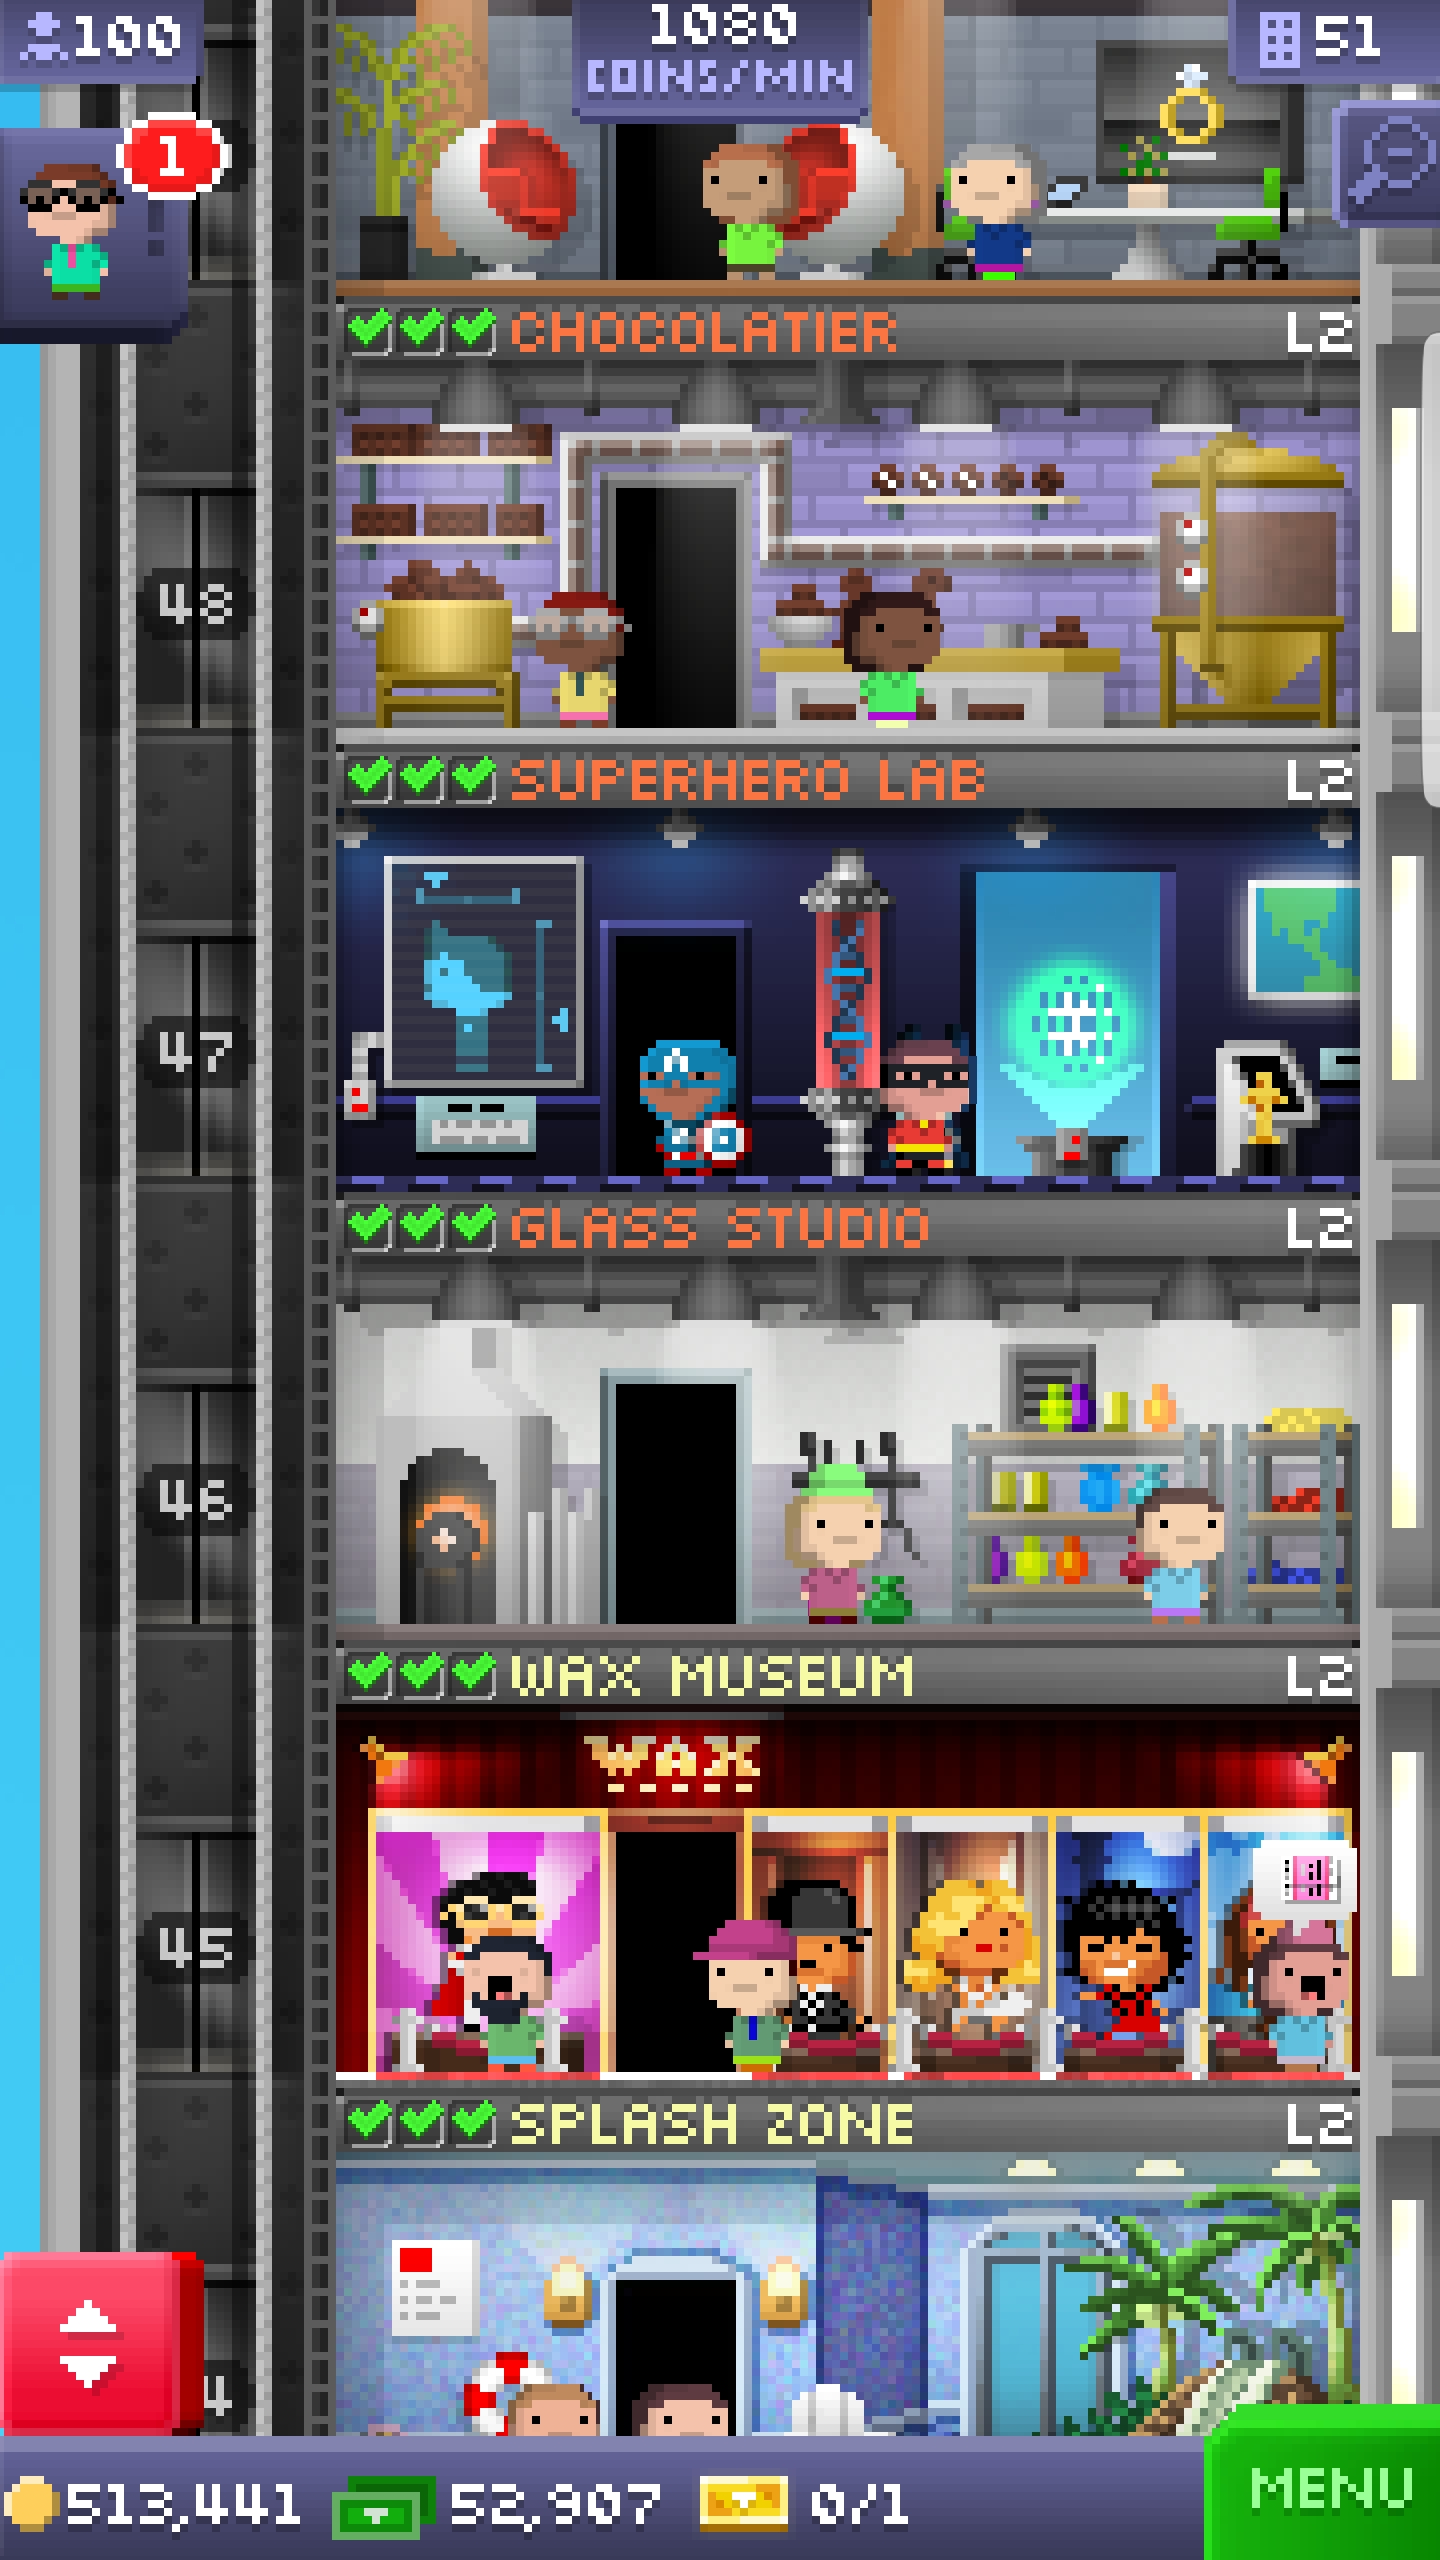 100
1080
COINS/MIN
51
1
CHOCOLATIER L2
48
SUPERHERO LAB L2
47
GLASS STUDIO L2
46
WAX MUSEUM L2
WAX
45
SPLASH ZONE L2
4
513,441 52,907 0/1 MENU